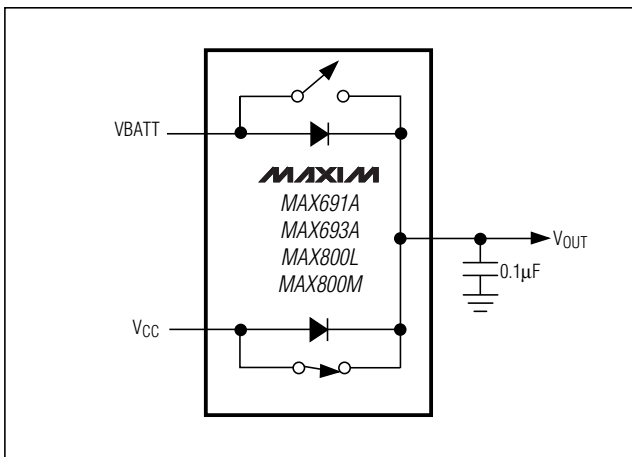 VBATT
MAXIM
MAX691A
MAX693A
MAX800L
MAX800M
VOUT
0.1µF
VCC